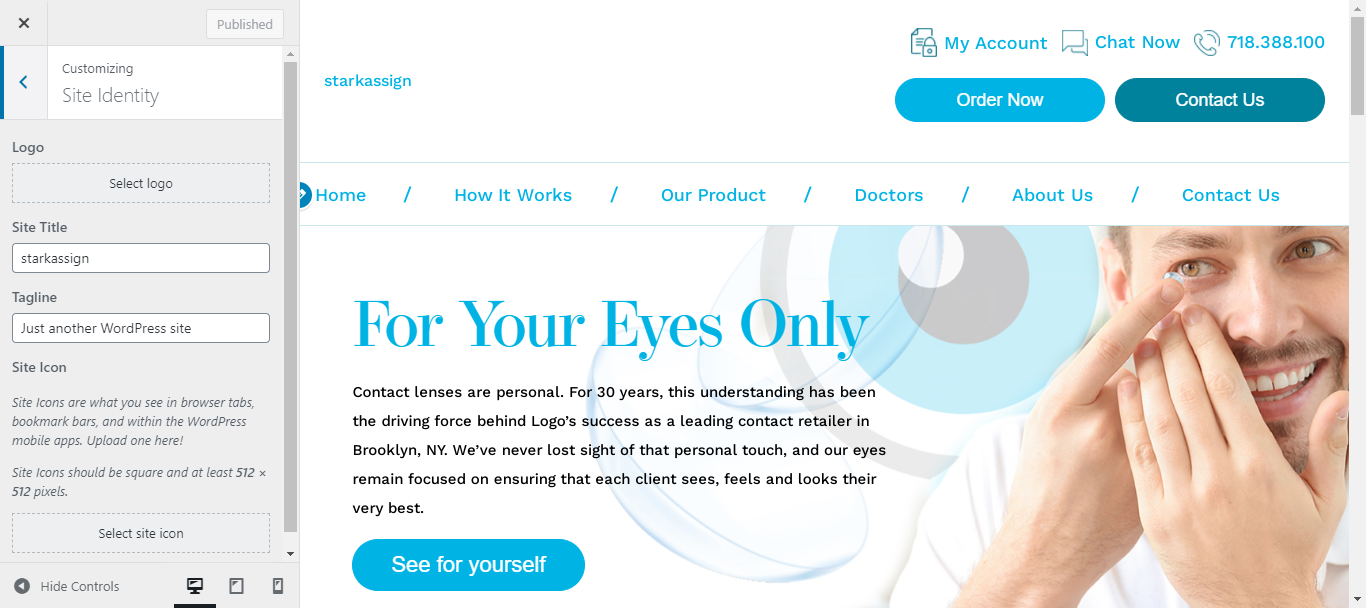 Published
Customizing
Site Identity
Logo
Select logo
Site Title
starkassign
Tagline
Just another WordPress site
Site Icon
Site Icons are what you see in browser tabs,
bookmark bars, and within the WordPress
mobile apps. Upload one here!
Site Icons should be square and at least 512 ×
512 pixels.
Select site icon
Hide Controls
starkassign
My Account
Chat Now
718.388.100
Order Now
Contact Us
Home / How It Works / Our Product / Doctors / About Us / Contact Us
For Your Eyes Only
Contact lenses are personal. For 30 years, this understanding has been
the driving force behind Logo’s success as a leading contact retailer in
Brooklyn, NY. We’ve never lost sight of that personal touch, and our eyes
remain focused on ensuring that each client sees, feels and looks their
very best.
See for yourself